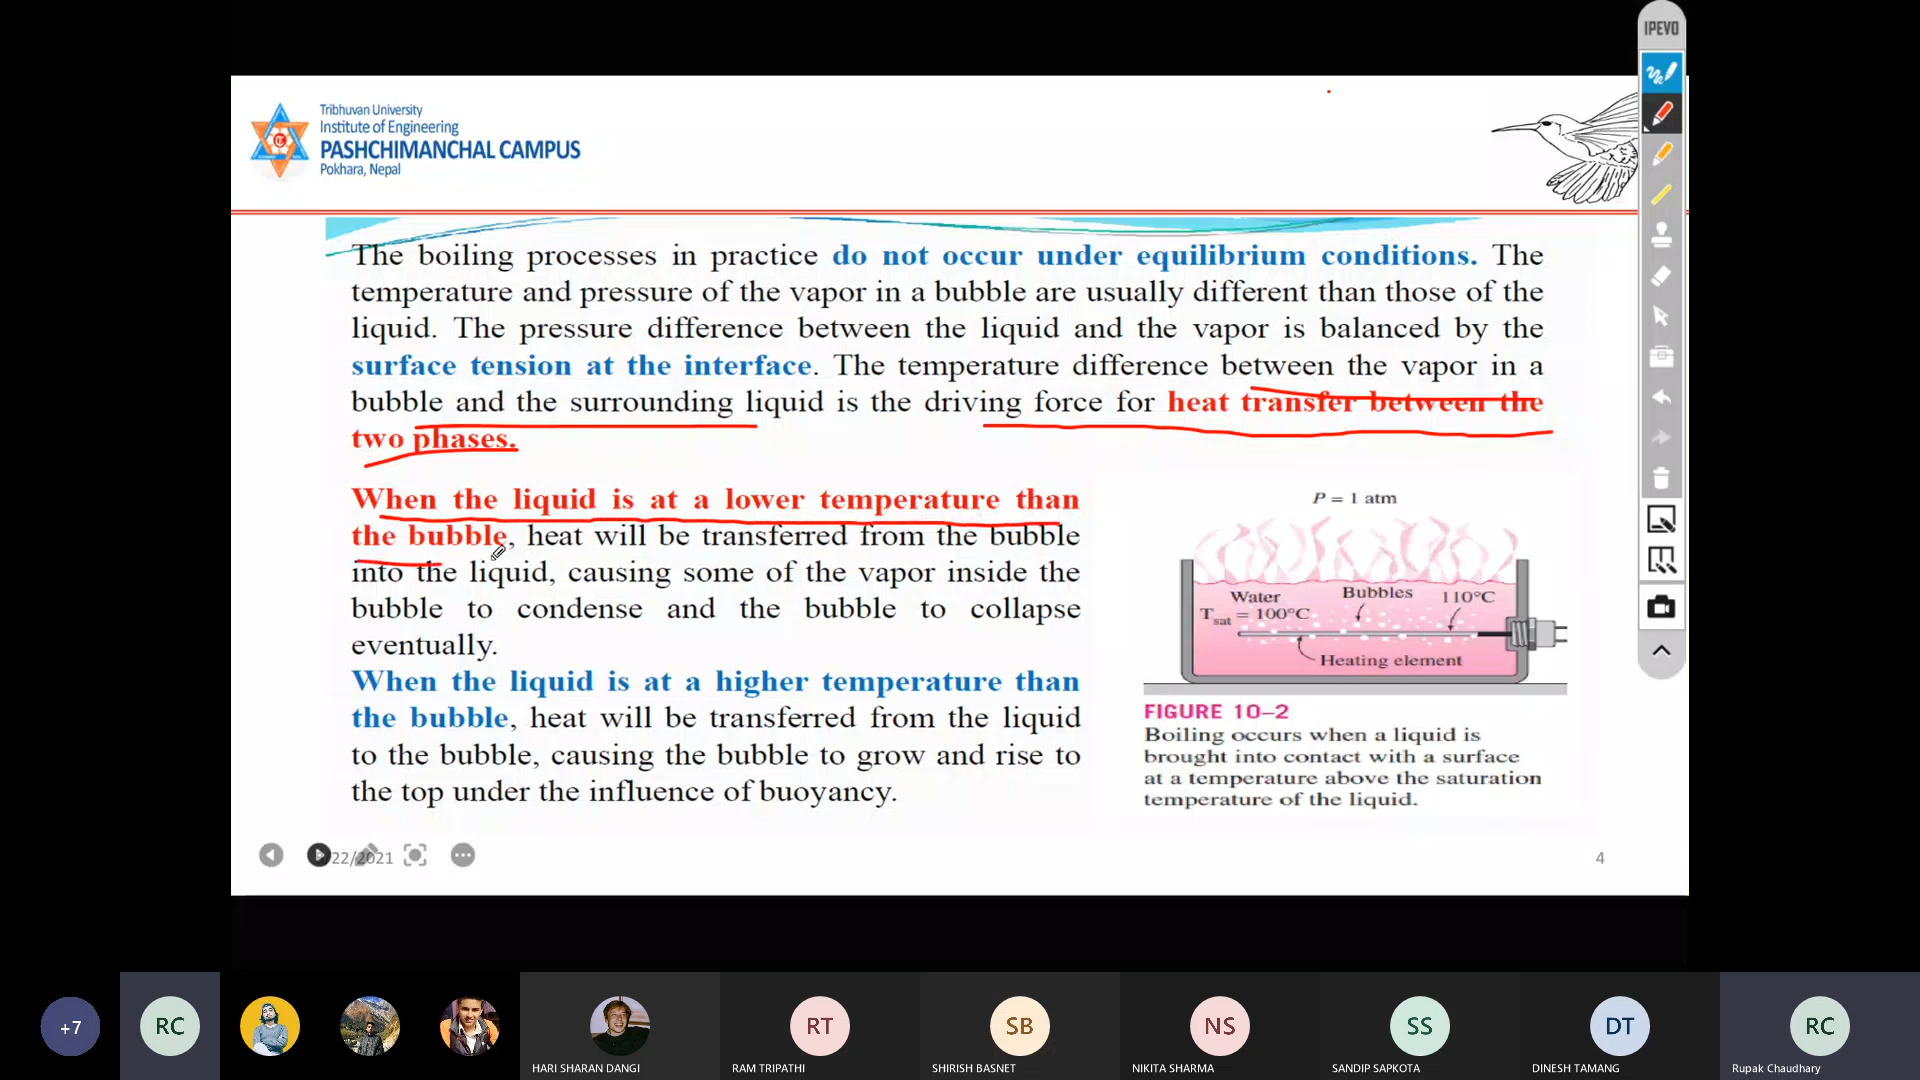 IPEVO
Tribhuvan University
Institute of Engineering
PASHCHIMANCHAL CAMPUS
Pokhara, Nepal
The boiling processes in practice do not occur under equilibrium conditions. The
temperature and pressure of the vapor in a bubble are usually different than those of the
liquid. The pressure difference between the liquid and the vapor is balanced by the
surface tension at the interface. The temperature difference between the vapor in a
bubble and the surrounding liquid is the driving force for heat transfer between the
two phases.
When the liquid is at a lower temperature than
the bubble, heat will be transferred from the bubble
into the liquid, causing some of the vapor inside the
bubble to condense and the bubble to collapse
eventually.
When the liquid is at a higher temperature than
the bubble, heat will be transferred from the liquid
to the bubble, causing the bubble to grow and rise to
the top under the influence of buoyancy.
P = 1 atm
Water
Tsat = 100°C
Bubbles
110°C
Heating element
FIGURE 10–2
Boiling occurs when a liquid is
brought into contact with a surface
at a temperature above the saturation
temperature of the liquid.
22/2021
4
+7
RC
HARI SHARAN DANGI
RT
RAM TRIPATHI
SB
SHIRISH BASNET
NS
NIKITA SHARMA
SS
SANDIP SAPKOTA
DT
DINESH TAMANG
RC
Rupak Chaudhary